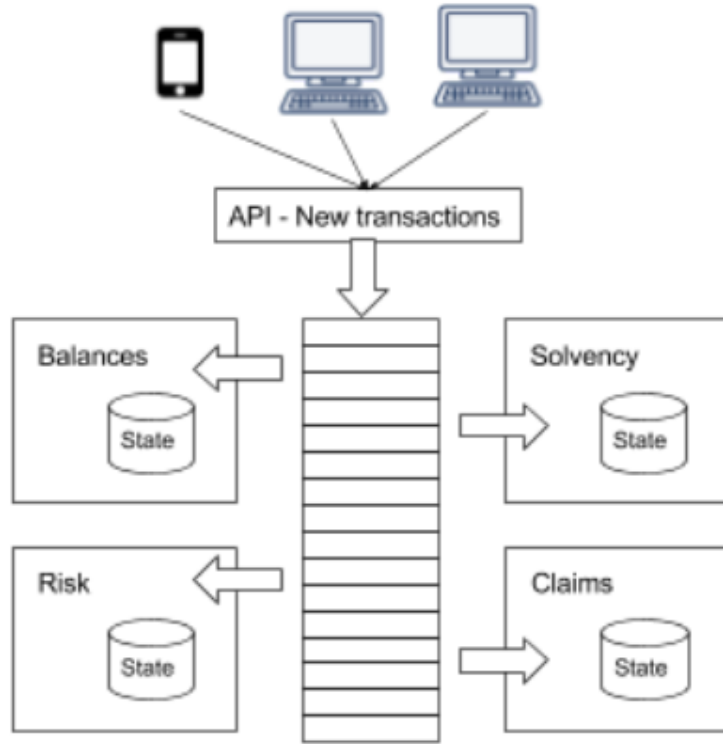 API - New transactions
Balances
State
Solvency
State
Risk
State
Claims
State